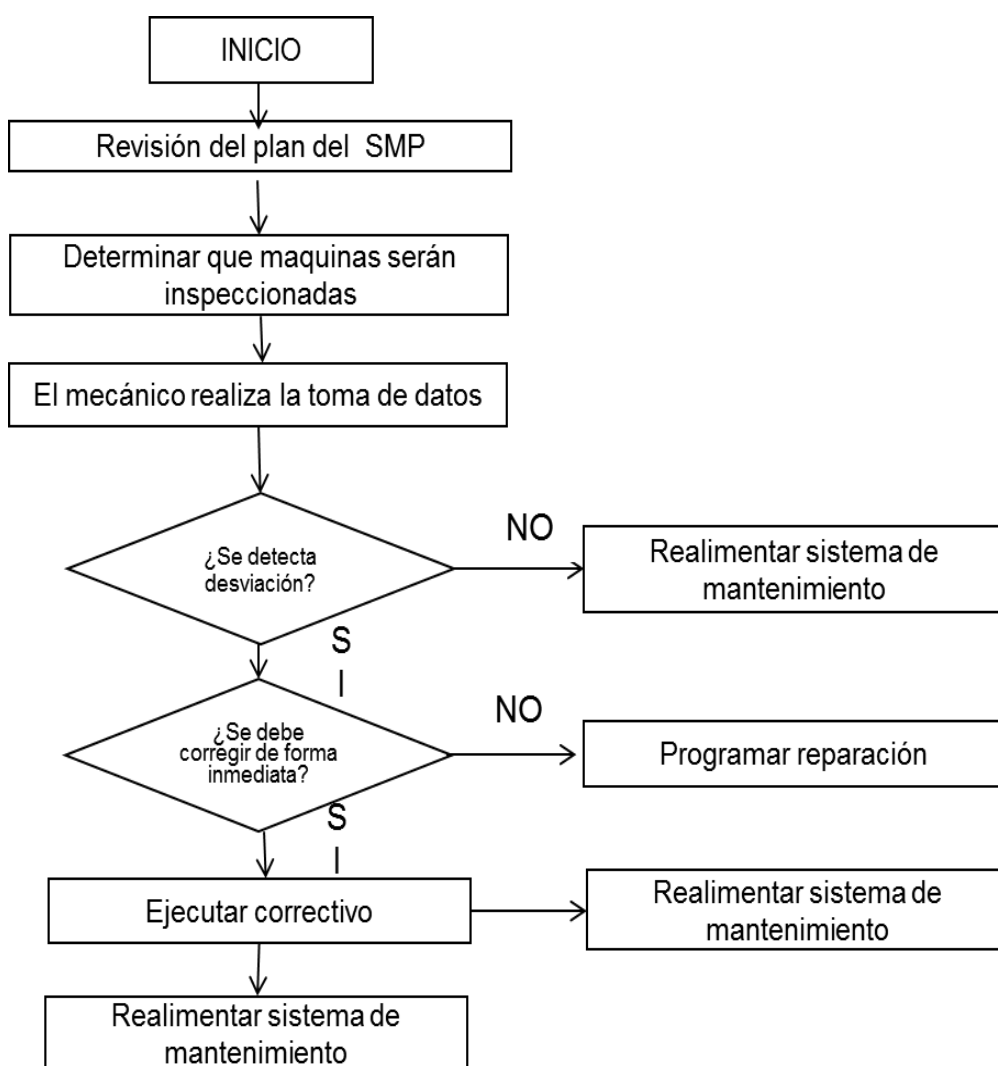 INICIO
Revisión del plan del SMP
Determinar que maquinas serán
inspeccionadas
El mecánico realiza la toma de datos
¿Se detecta
desviación?
NO
Realimentar sistema de
mantenimiento
S
I
¿Se debe
corregir de forma
inmediata?
NO
Programar reparación
S
I
Ejecutar correctivo
Realimentar sistema de
mantenimiento
Realimentar sistema de
mantenimiento